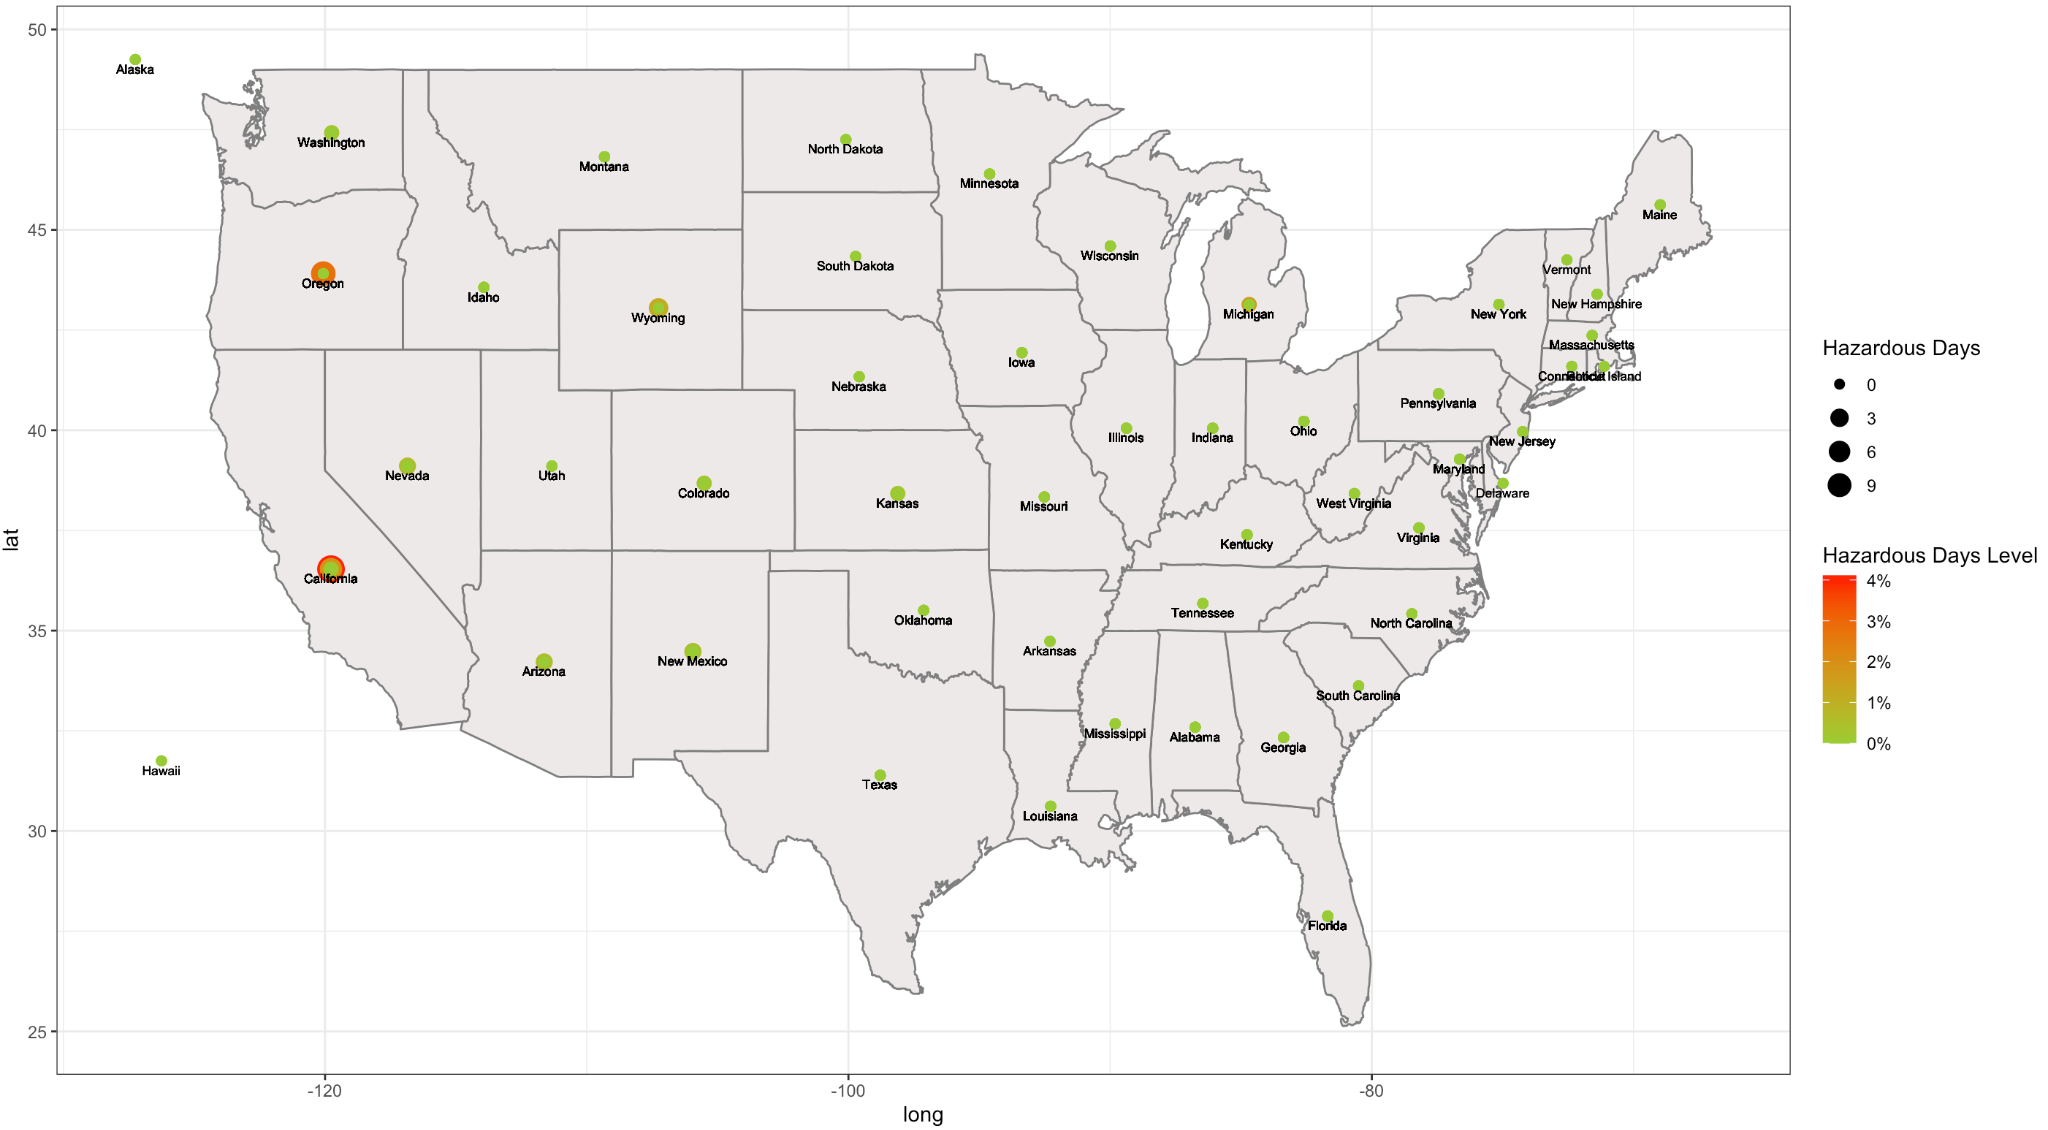 50
Alaska
Washington
North Dakota
Montana
Minnesota
Maine
45
Wisconsin
South Dakota
Vermont
Oregon
Idaho
New Hampshire
Wyoming
Michigan
New York
Massachusetts
Iowa
Connecticut
Rhode Island
Nebraska
Pennsylvania
40
Illinois
Indiana
Ohio
New Jersey
Nevada
Utah
Maryland
Colorado
Kansas
Missouri
West Virginia
Delaware
Virginia
Kentucky
California
35
Oklahoma
Tennessee
North Carolina
Arkansas
New Mexico
Arizona
South Carolina
Mississippi
Alabama
Georgia
Hawaii
Texas
Louisiana
30
Florida
25
-120
-100
-80
long
lat
Hazardous Days
0
3
6
9
Hazardous Days Level
4%
3%
2%
1%
0%